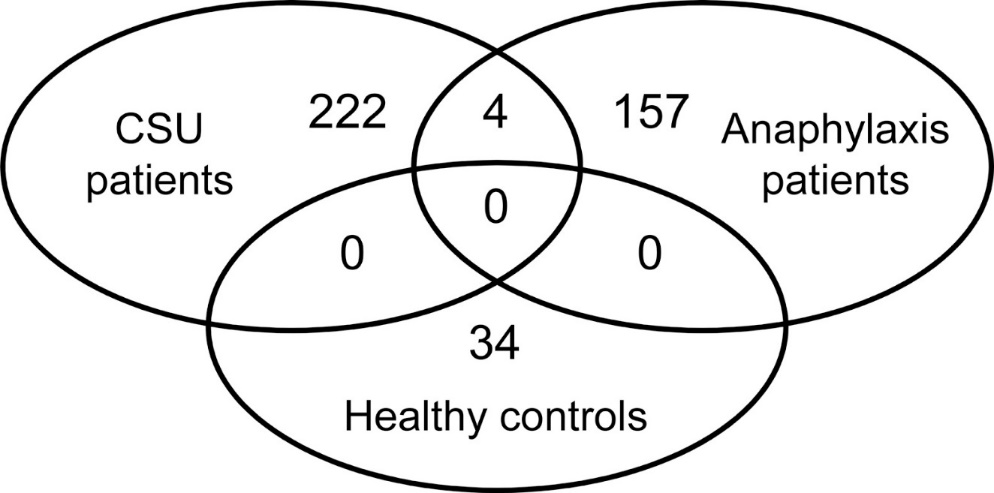 222
4
157
CSU
patients
Anaphylaxis
patients
0
0
0
34
Healthy controls